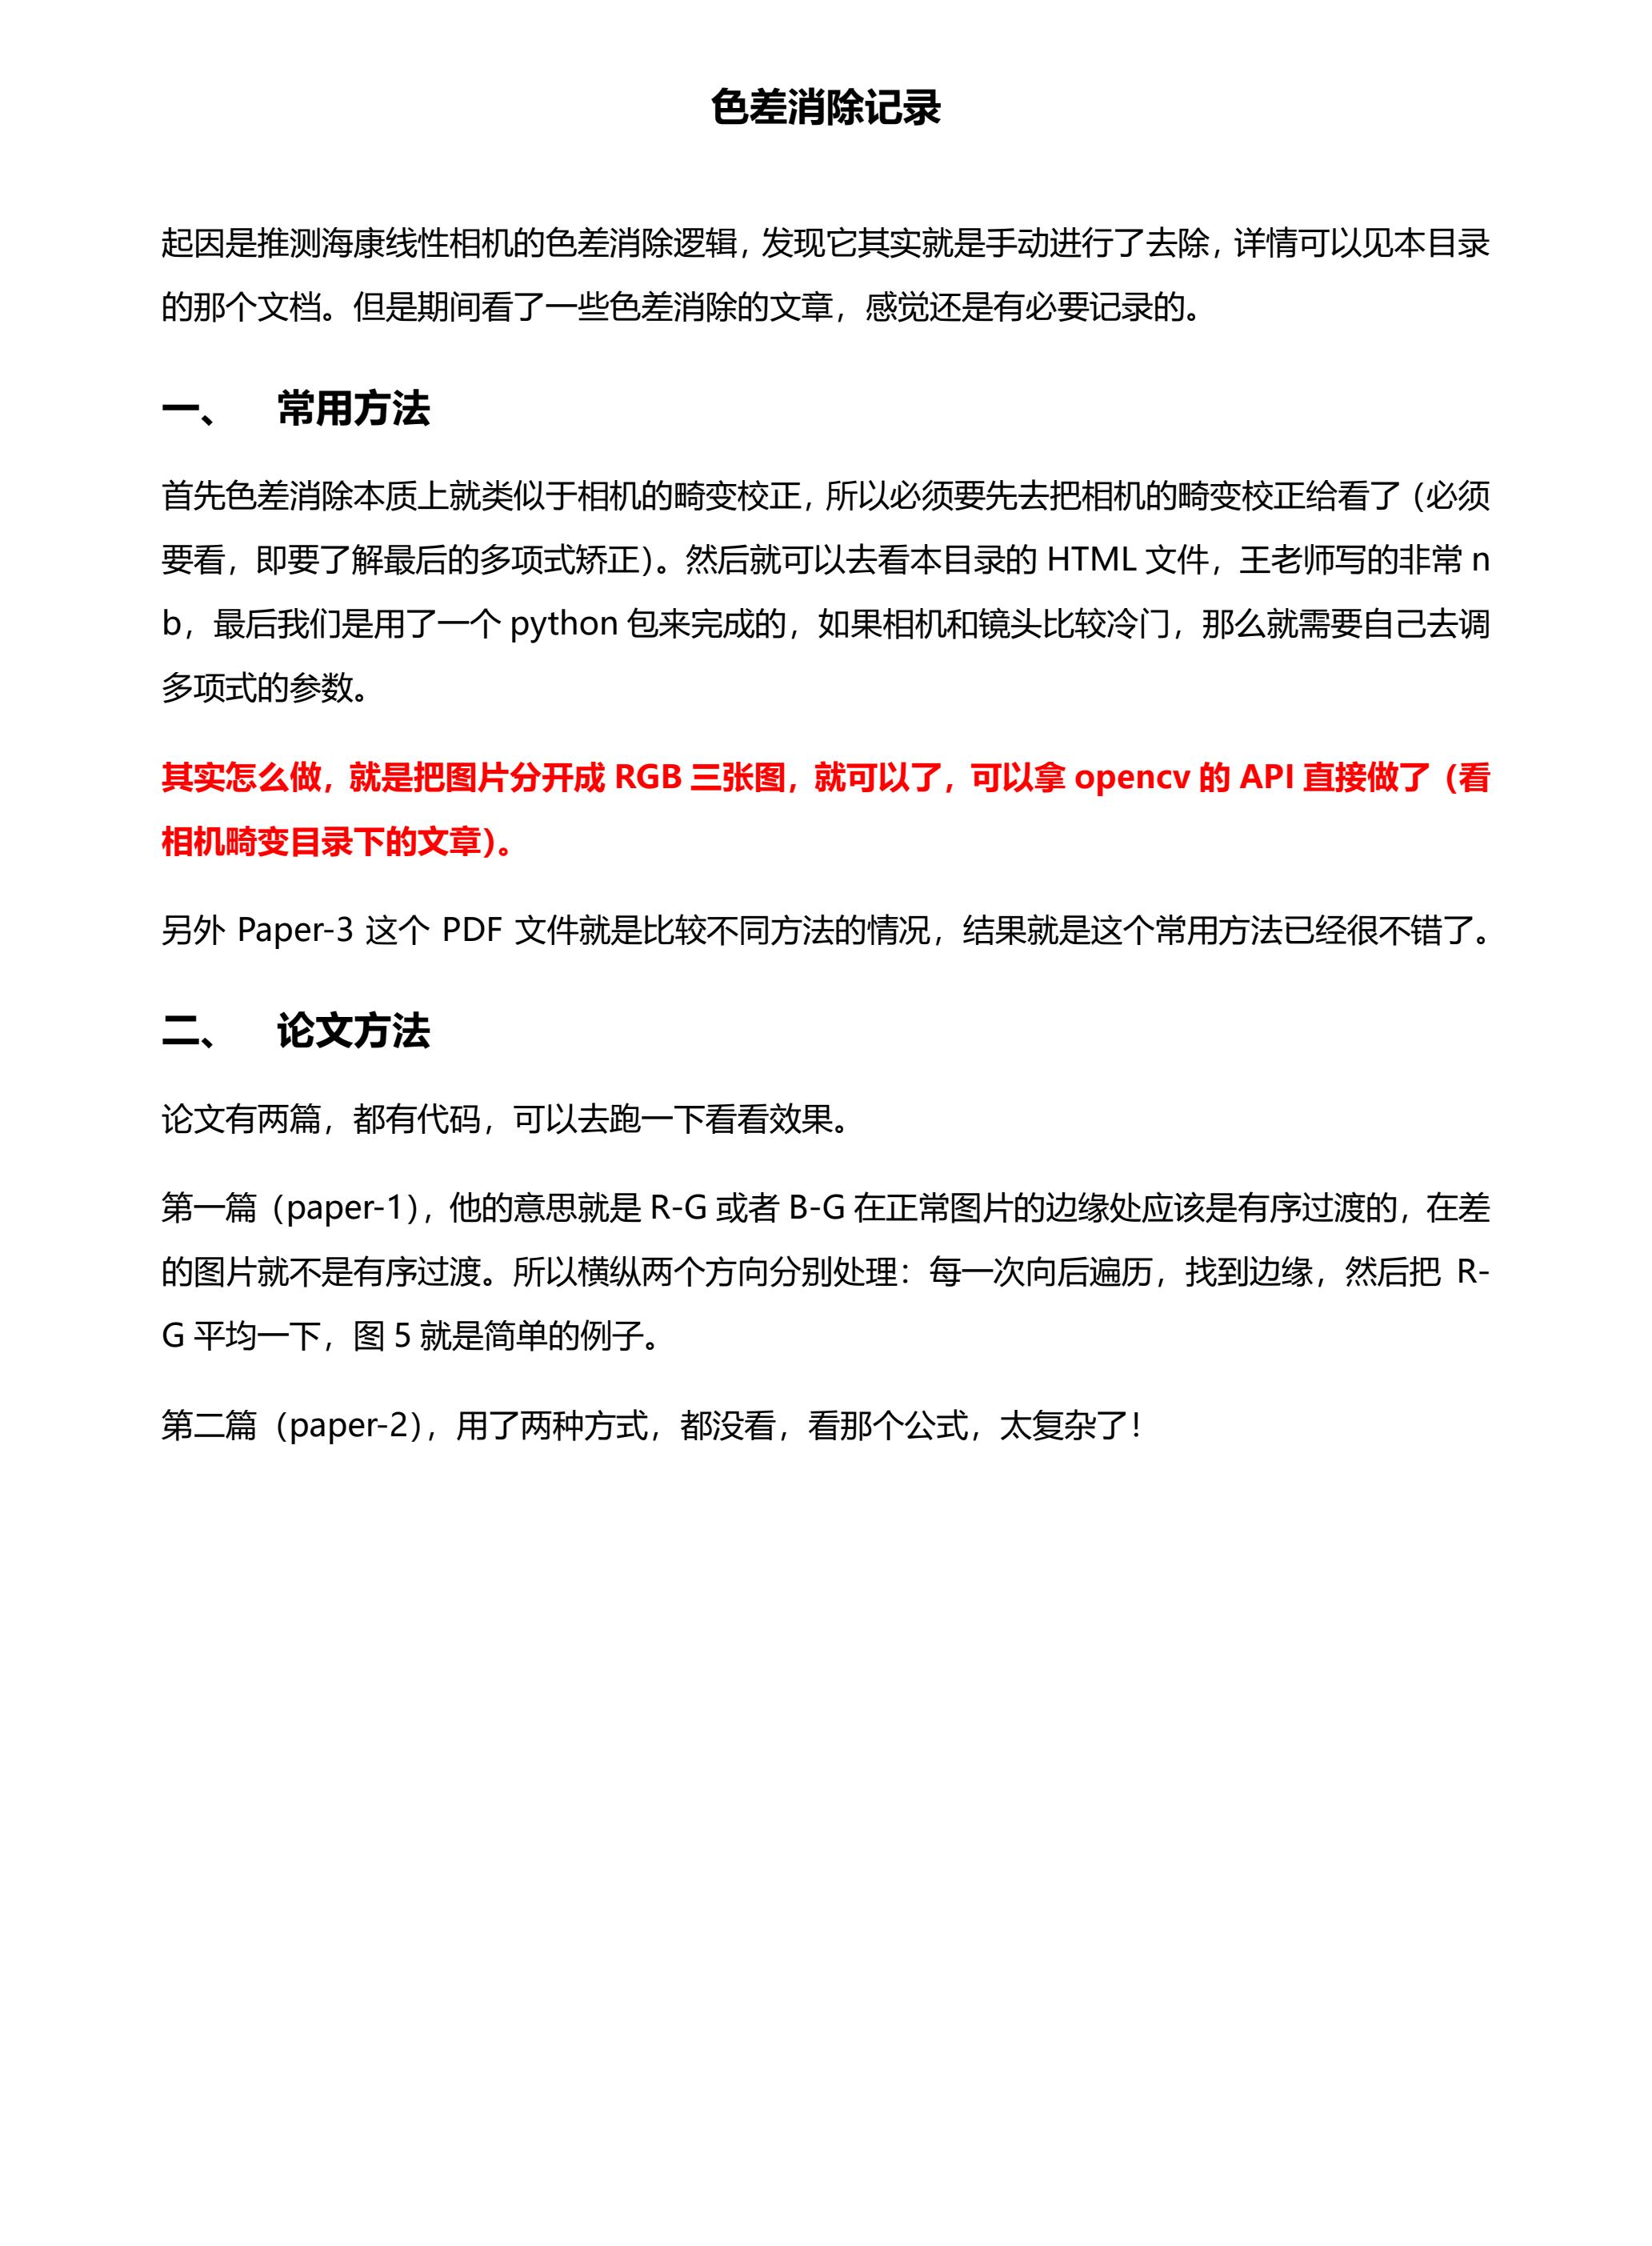 色差消除记录
起因是推测海康线性相机的色差消除逻辑，发现它其实就是手动进行了去除，详情可以见本目录
的那个文档。但是期间看了一些色差消除的文章，感觉还是有必要记录的。
一、 常用方法
首先色差消除本质上就类似于相机的畸变校正，所以必须要先去把相机的畸变校正给看了（必须
要看，即要了解最后的多项式矫正）。然后就可以去看本目录的 HTML 文件，王老师写的非常 n
b，最后我们是用了一个 python 包来完成的，如果相机和镜头比较冷门，那么就需要自己去调
多项式的参数。
其实怎么做，就是把图片分开成 RGB 三张图，就可以了，可以拿 opencv 的 API 直接做了（看
相机畸变目录下的文章）。
另外 Paper-3 这个 PDF 文件就是比较不同方法的情况，结果就是这个常用方法已经很不错了。
二、 论文方法
论文有两篇，都有代码，可以去跑一下看看效果。
第一篇（paper-1），他的意思就是 R-G 或者 B-G 在正常图片的边缘处应该是有序过渡的，在差
的图片就不是有序过渡。所以横纵两个方向分别处理：每一次向后遍历，找到边缘，然后把 R-
G 平均一下，图 5 就是简单的例子。
第二篇（paper-2），用了两种方式，都没看，看那个公式，太复杂了！